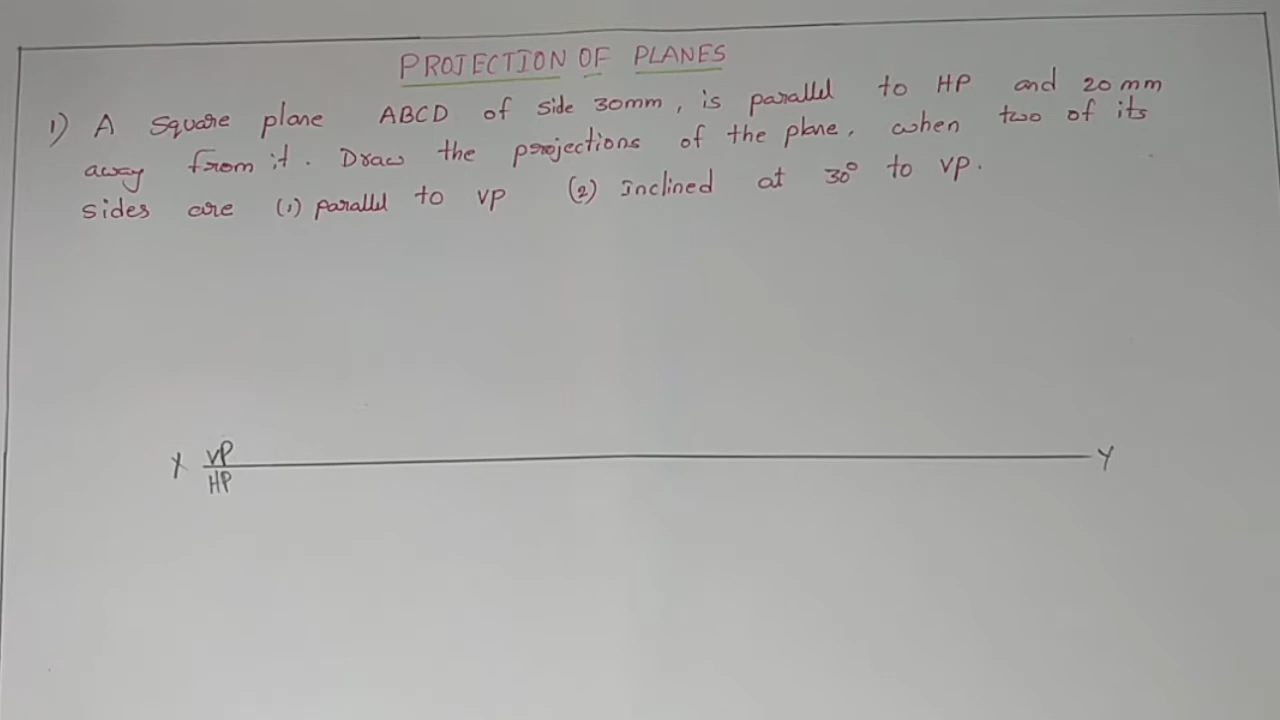 PROJECTION OF PLANES
1) A square plane ABCD of side 30mm, is parallel to HP and 20mm
away from it. Draw the projections of the plane, when two of its
sides are (1) parallel to VP (2) Inclined at 30° to VP.
X VP Y
HP